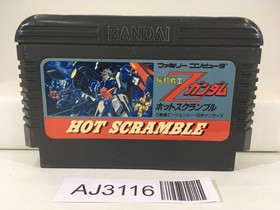 BANDAI
ファミリー コンピュータ
機動戦士
Zガンダム
ホットスクランブル
HOT SCRAMBLE
AJ3116